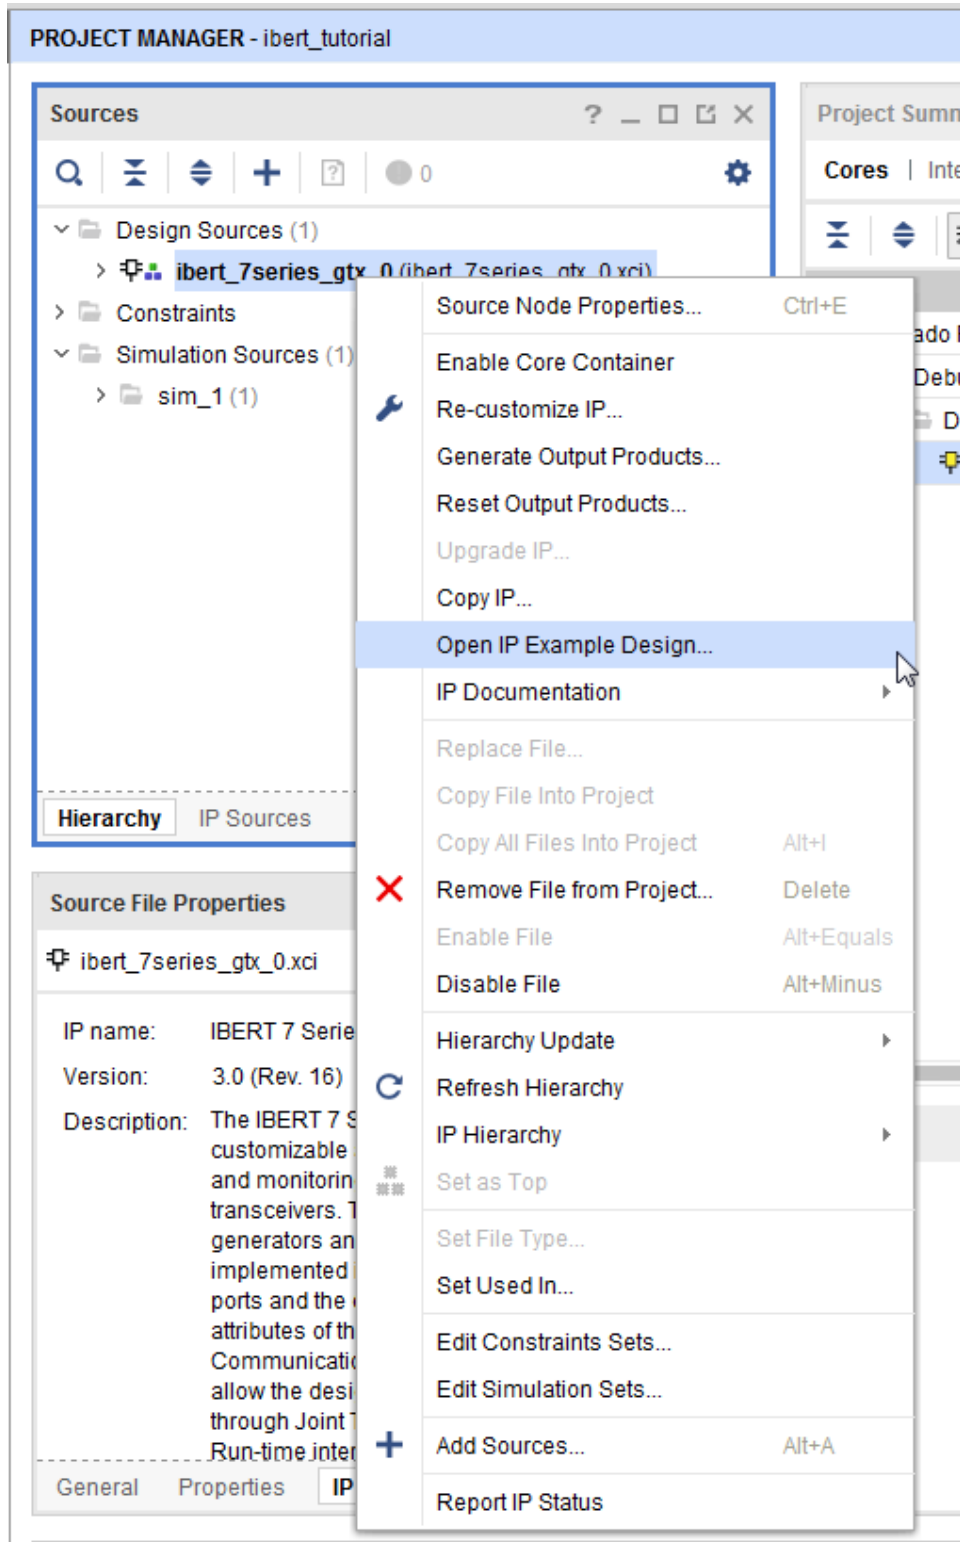 PROJECT MANAGER - ibert_tutorial
Sources
?
0
Design Sources (1)
ibert_7series_gtx_0 (ibert_7series_gtx_0.xci)
Constraints
Simulation Sources (1)
sim_1 (1)
Hierarchy
IP Sources
Project Summ
Cores | Inte
ado
Debu
D
Source Node Properties... Ctrl+E
Enable Core Container
Re-customize IP...
Generate Output Products...
Reset Output Products...
Upgrade IP...
Copy IP...
Open IP Example Design...
IP Documentation
Replace File...
Copy File Into Project
Copy All Files Into Project Alt+I
Remove File from Project... Delete
Enable File Alt+Equals
Disable File Alt+Minus
Hierarchy Update
Refresh Hierarchy
IP Hierarchy
Set as Top
Set File Type...
Set Used In...
Edit Constraints Sets...
Edit Simulation Sets...
Add Sources... Alt+A
Report IP Status
Source File Properties
ibert_7series_gtx_0.xci
IP name: IBERT 7 Serie
Version: 3.0 (Rev. 16)
Description: The IBERT 7 S
customizable
and monitorin
transceivers. T
generators an
implemented
ports and the
attributes of th
Communicatio
allow the desi
through Joint T
Run-time inter
General
Properties
IP